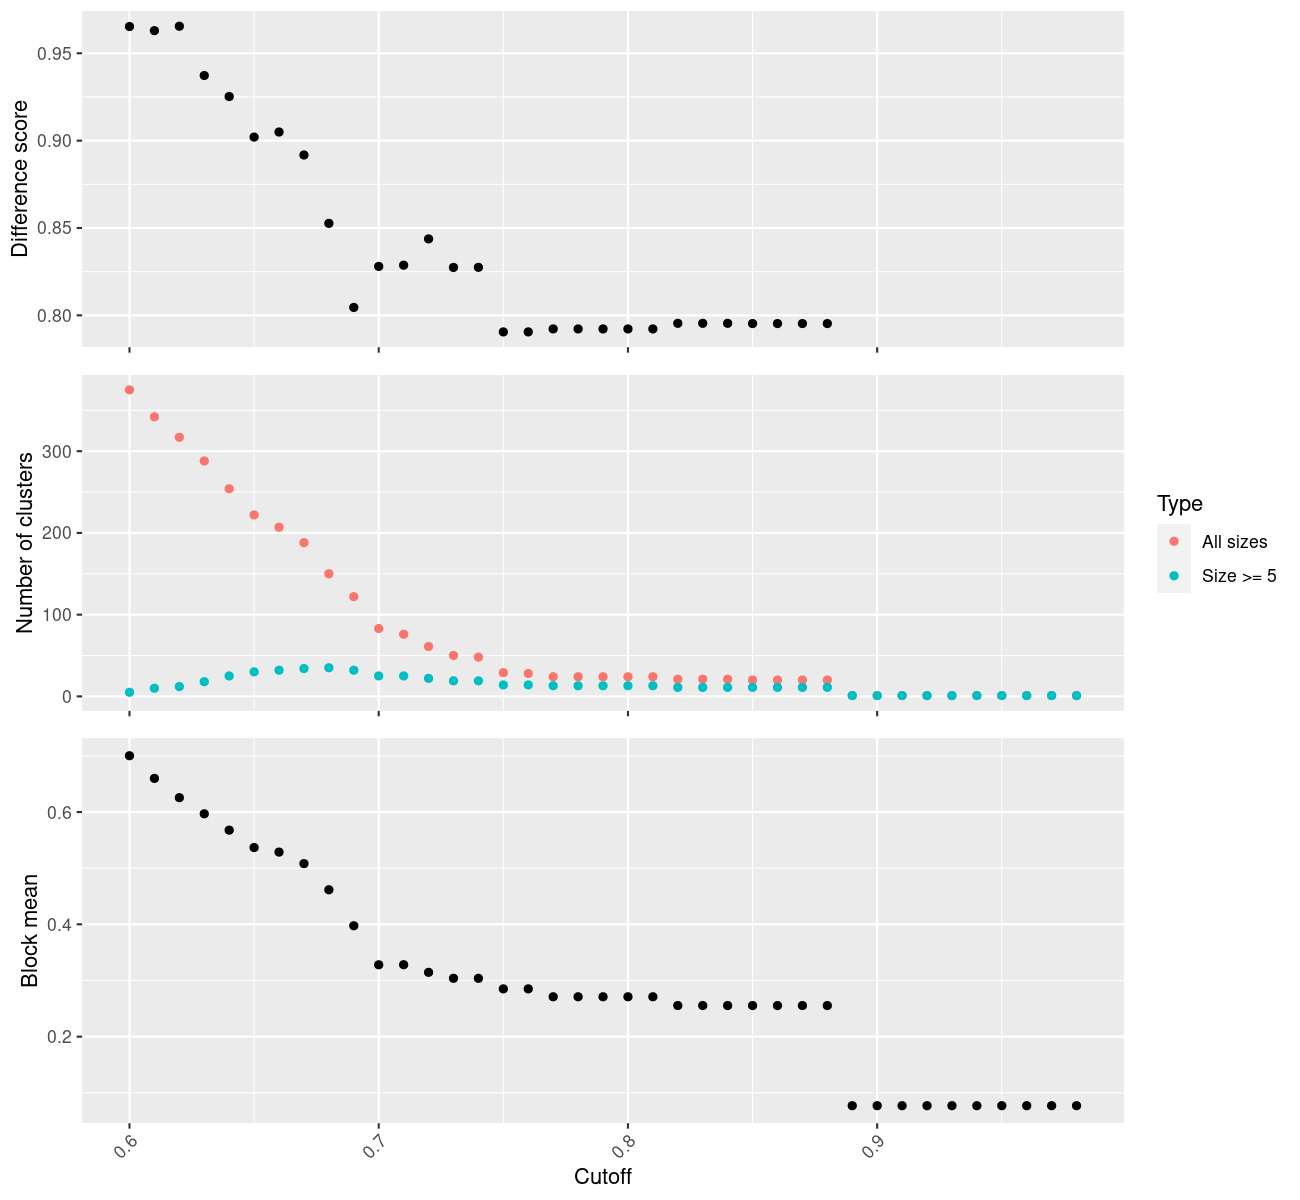 Difference score
0.95
0.90
0.85
0.80
Number of clusters
300
200
100
0
Type
All sizes
Size >= 5
Block mean
0.6
0.4
0.2
0.6
0.7
0.8
0.9
Cutoff